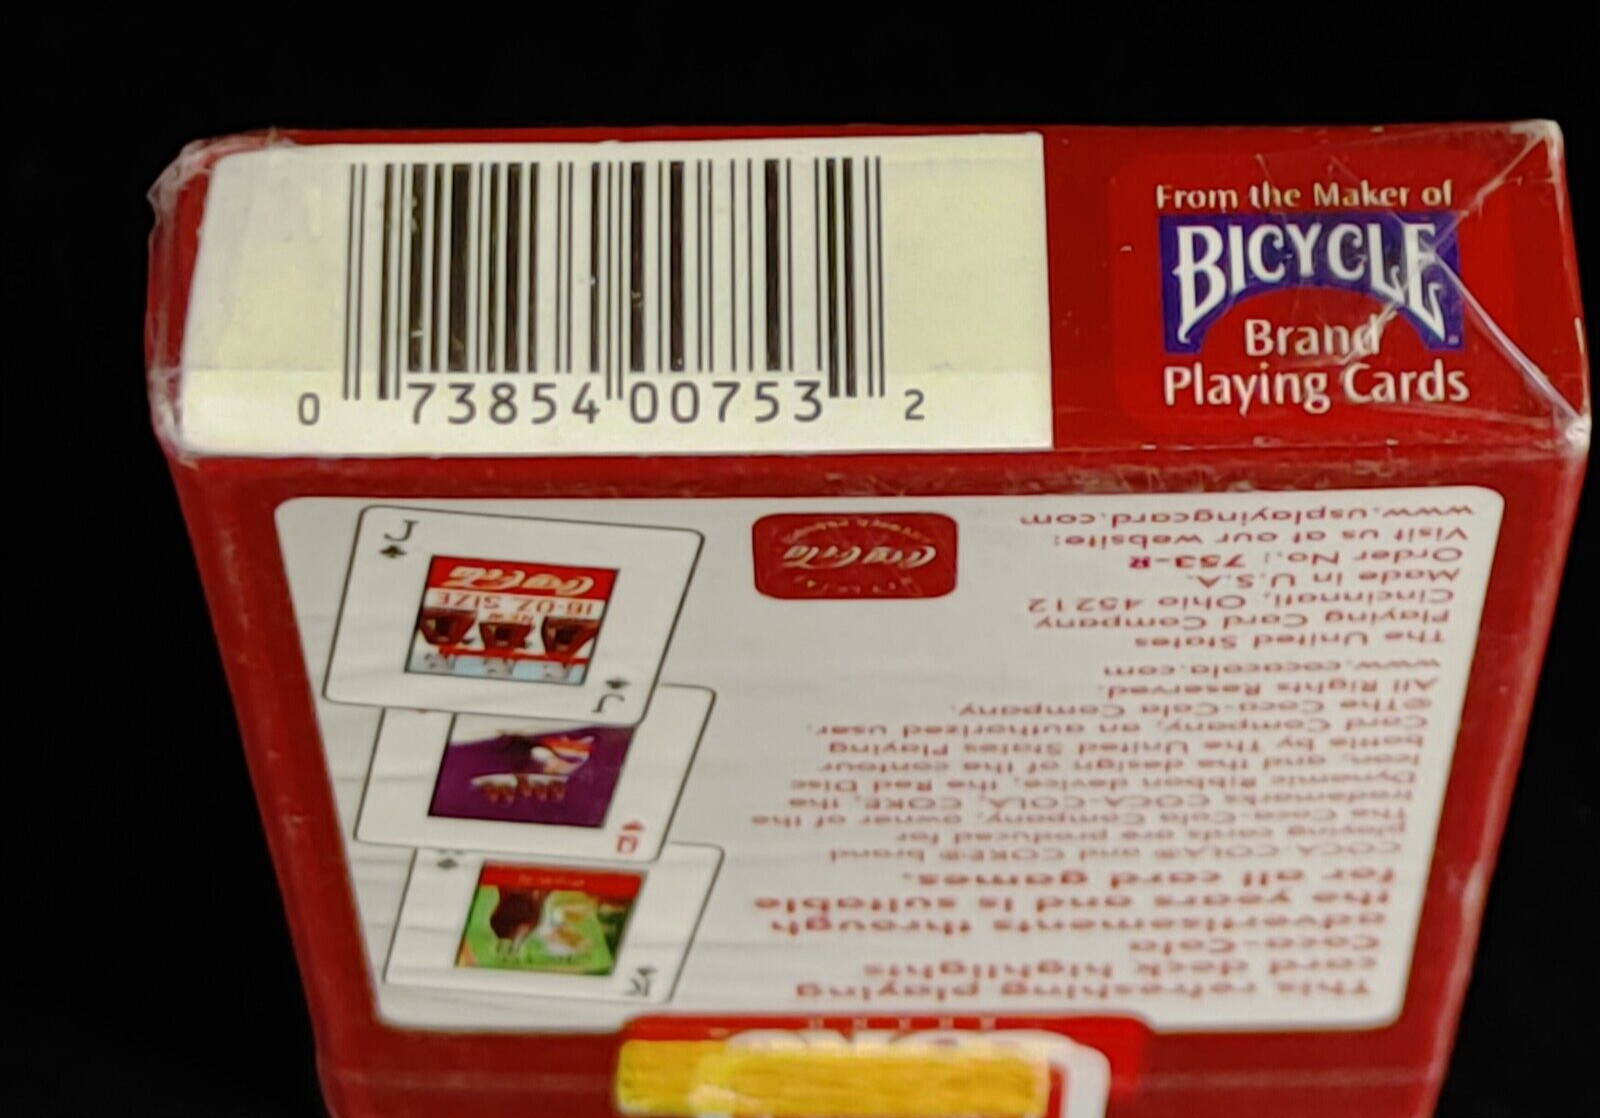 0 73854 00753 2
From the Maker of
BICYCLE
Brand
Playing Cards
This refreshing playing
card deck highlights
Coca-Cola
advertisements through
the years and is suitable
for all card games.
COCA-COLA® and COKE® brand
playing cards are produced for
The Coca-Cola Company, owner of the
trademarks COCA-COLA, COKE, the
Dynamic Ribbon device, the Red Disc
Icon, and the design of the contour
bottle by The United States Playing
Card Company, an authorized user.
©The Coca-Cola Company.
All Rights Reserved.
www.cocacola.com
The United States
Playing Card Company
Cincinnati, Ohio 45212
Made in U.S.A.
Order No.: 753-R
Visit us at our website:
www.usplayingcard.com
Coca-Cola
K
Q
J
NEW
16-OZ SIZE
Coca-Cola
J